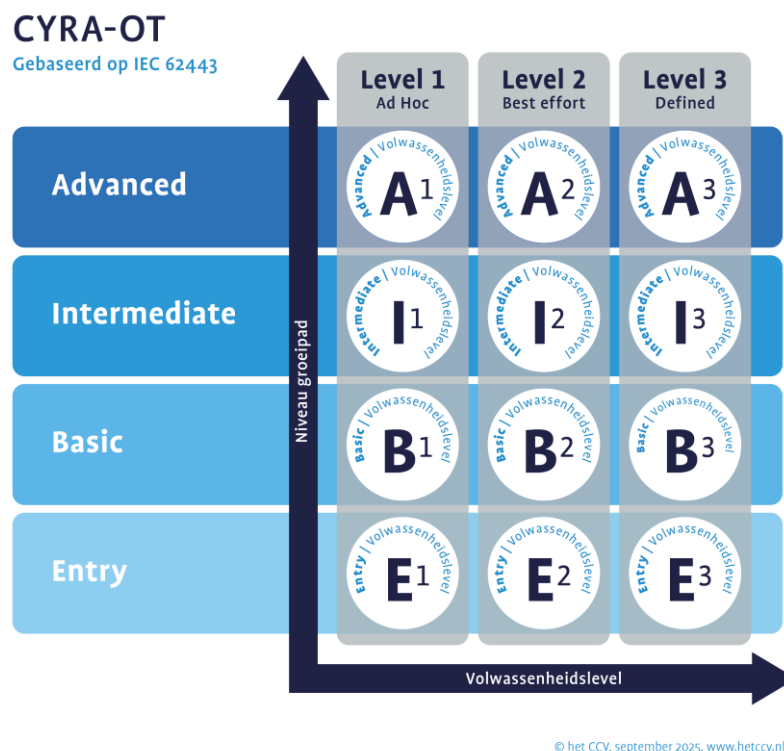 CYRA-OT
Gebaseerd op IEC 62443
Level 1
Ad Hoc
Level 2
Best effort
Level 3
Defined
Advanced
Advanced | Volwassenheidslevel
A1
Advanced | Volwassenheidslevel
A2
Advanced | Volwassenheidslevel
A3
Intermediate
Intermediate | Volwassenheidslevel
I1
Intermediate | Volwassenheidslevel
I2
Intermediate | Volwassenheidslevel
I3
Basic
Basic | Volwassenheidslevel
B1
Basic | Volwassenheidslevel
B2
Basic | Volwassenheidslevel
B3
Entry
Entry | Volwassenheidslevel
E1
Entry | Volwassenheidslevel
E2
Entry | Volwassenheidslevel
E3
Niveau groeipad
Volwassenheidslevel
© het CCV, september 2025, www.hetccv.nl